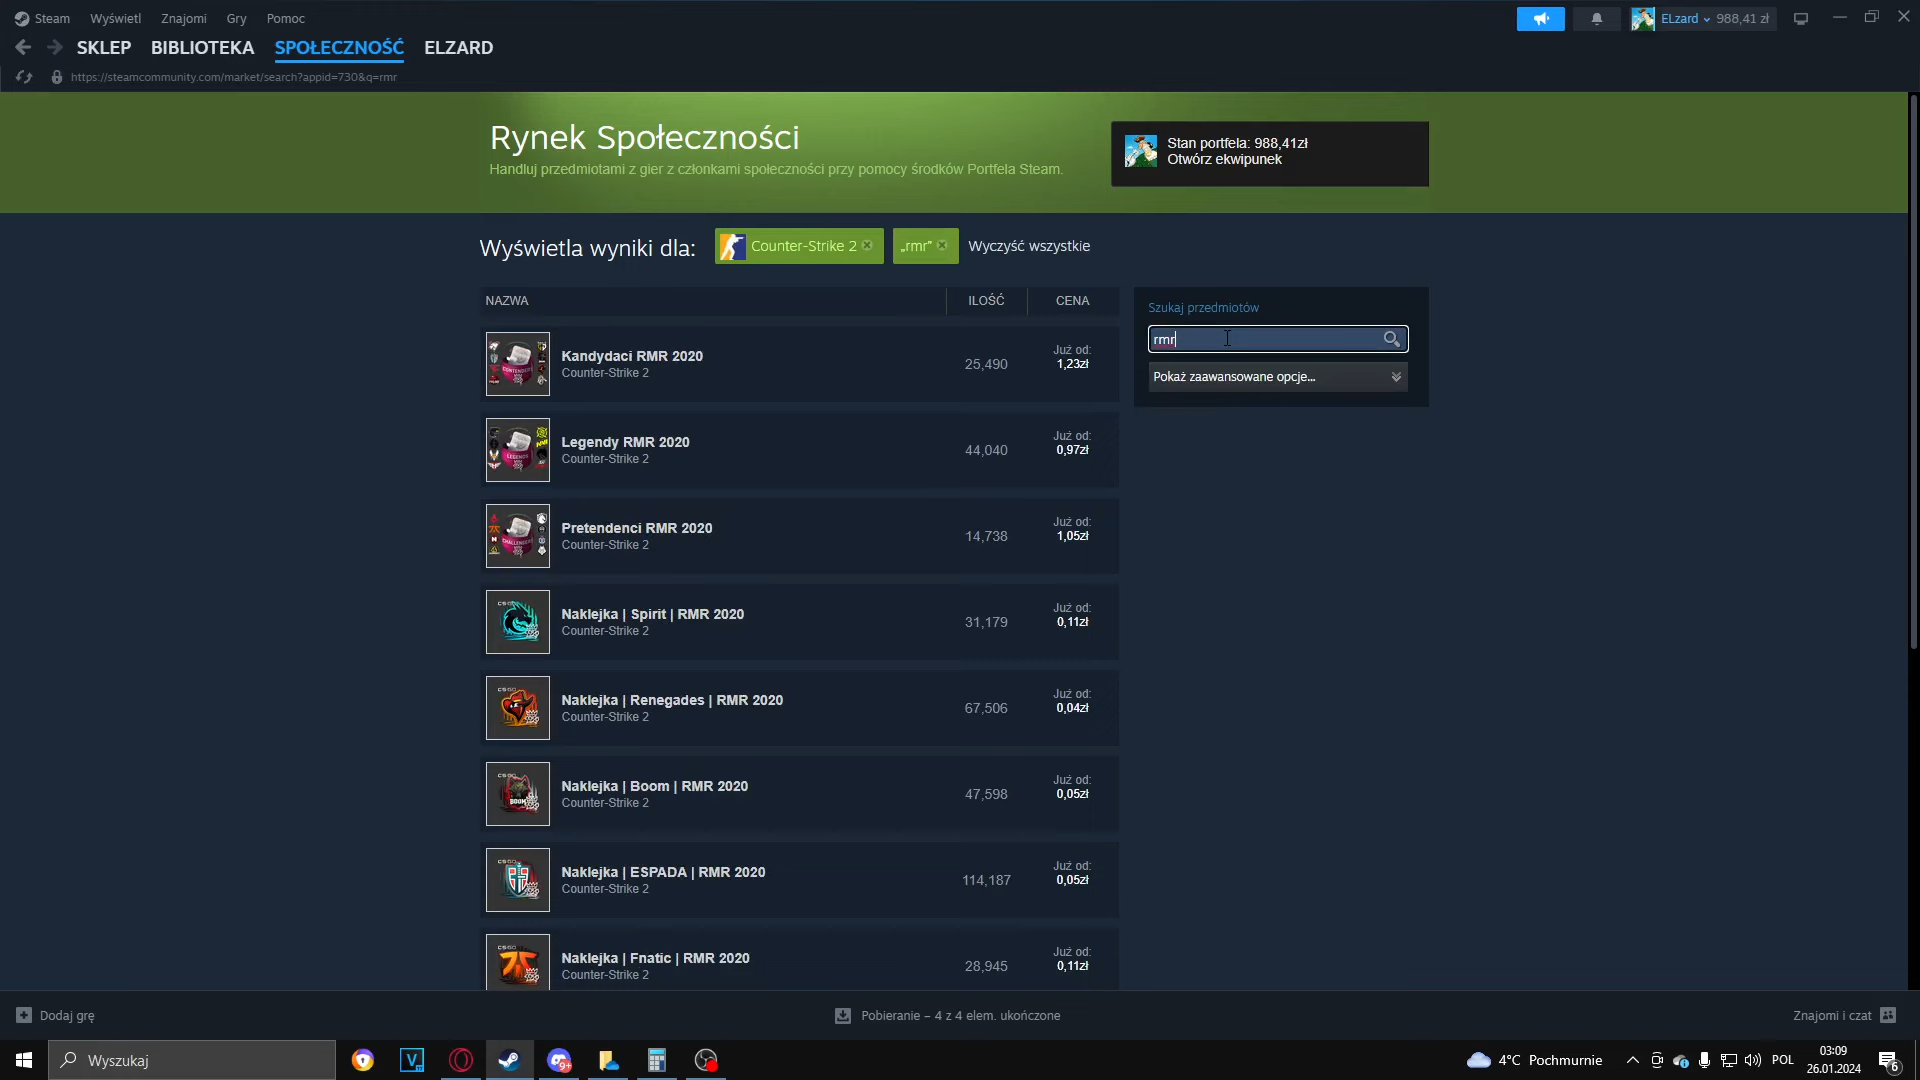 Steam Wyświetl Znajomi Gry Pomoc
ELzard 988,41 zł
SKLEP BIBLIOTEKA SPOŁECZNOŚĆ ELZARD
https://steamcommunity.com/market/search?appid=730&q=rmr
Rynek Społeczności
Handluj przedmiotami z gier z członkami społeczności przy pomocy środków Portfela Steam.
Stan portfela: 988,41zł
Otwórz ekwipunek
Wyświetla wyniki dla: Counter-Strike 2 „rmr” Wyczyść wszystkie
NAZWA ILOŚĆ CENA
Szukaj przedmiotów
rmr
Pokaż zaawansowane opcje...
Kandydaci RMR 2020
Counter-Strike 2
25,490
Już od:
1,23zł
Legendy RMR 2020
Counter-Strike 2
44,040
Już od:
0,97zł
Pretendenci RMR 2020
Counter-Strike 2
14,738
Już od:
1,05zł
Naklejka | Spirit | RMR 2020
Counter-Strike 2
31,179
Już od:
0,11zł
Naklejka | Renegades | RMR 2020
Counter-Strike 2
67,506
Już od:
0,04zł
Naklejka | Boom | RMR 2020
Counter-Strike 2
47,598
Już od:
0,05zł
Naklejka | ESPADA | RMR 2020
Counter-Strike 2
114,187
Już od:
0,05zł
Naklejka | Fnatic | RMR 2020
Counter-Strike 2
28,945
Już od:
0,11zł
Dodaj grę
Pobieranie – 4 z 4 elem. ukończone
Znajomi i czat
Wyszukaj
9+
4°C Pochmurnie
POL
03:09
26.01.2024
6